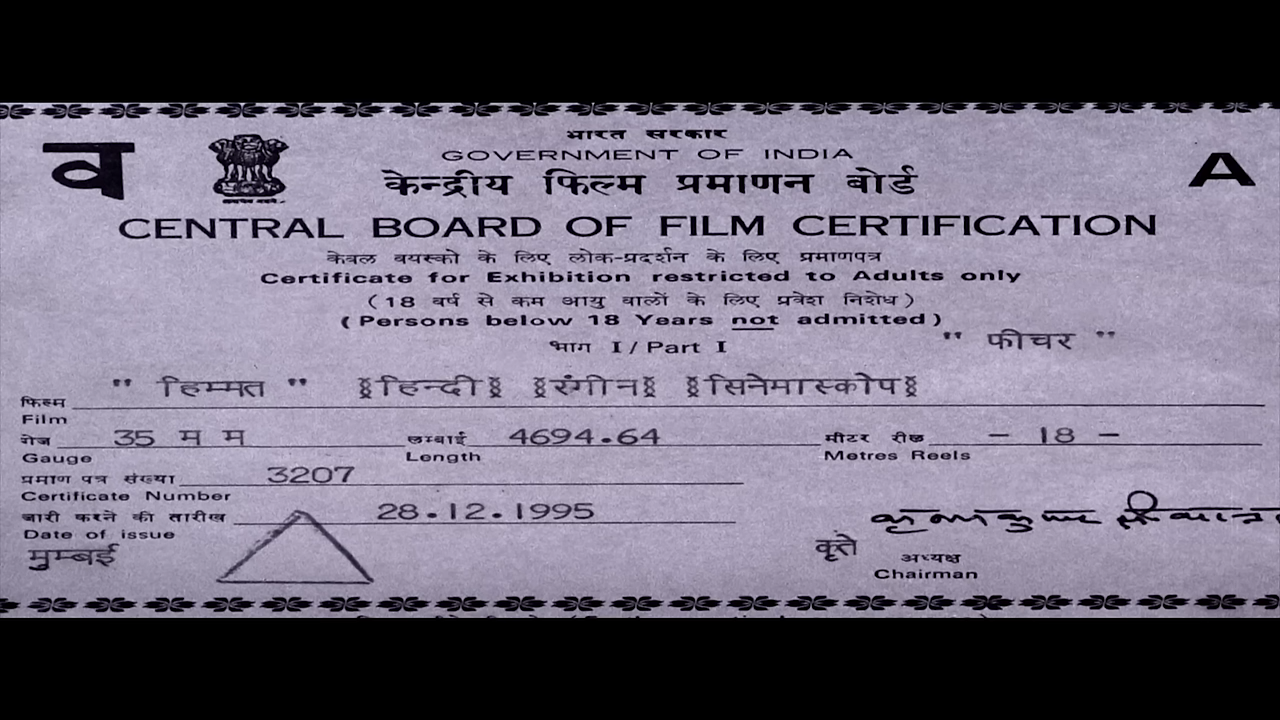 भारत सरकार
व GOVERNMENT OF INDIA A
केन्द्रीय फिल्म प्रमाणन बोर्ड
CENTRAL BOARD OF FILM CERTIFICATION
केवल वयस्को के लिए लोक-प्रदर्शन के लिए प्रमाणपत्र
Certificate for Exhibition restricted to Adults only
(18 वर्ष से कम आयु वालों के लिए प्रवेश निशेध)
(Persons below 18 Years not admitted)
भाग I / Part I " फीचर "
फिल्म " हिम्मत " (हिन्दी) (रंगीन) (सिनेमास्कोप)
Film
गेज 35 म म लम्बाई 4694.64 मीटर रील - 18 -
Gauge Length Metres Reels
प्रमाण पत्र संख्या 3207
Certificate Number
जारी करने की तारीख 28.12.1995
Date of issue
मुम्बई कृते अध्यक्ष
Chairman